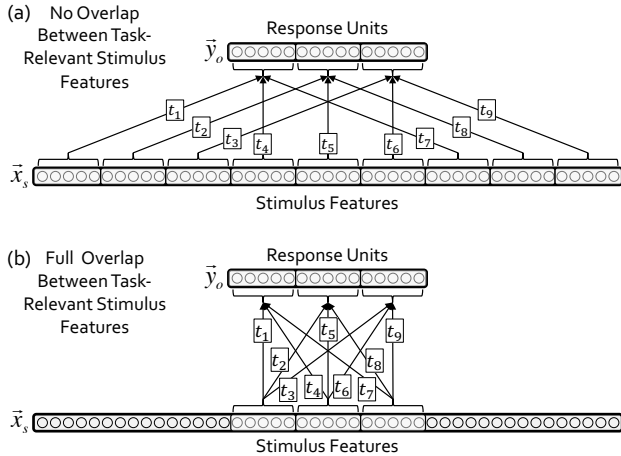 (a) No Overlap
Between Task-
Relevant Stimulus
Features
Response Units
y⃗o
t1
t2
t3
t4
t5
t6
t7
t8
t9
x⃗s
Stimulus Features
(b) Full Overlap
Between Task-
Relevant Stimulus
Features
Response Units
y⃗o
t1
t5
t9
t2
t8
t3
t4
t6
t7
x⃗s
Stimulus Features